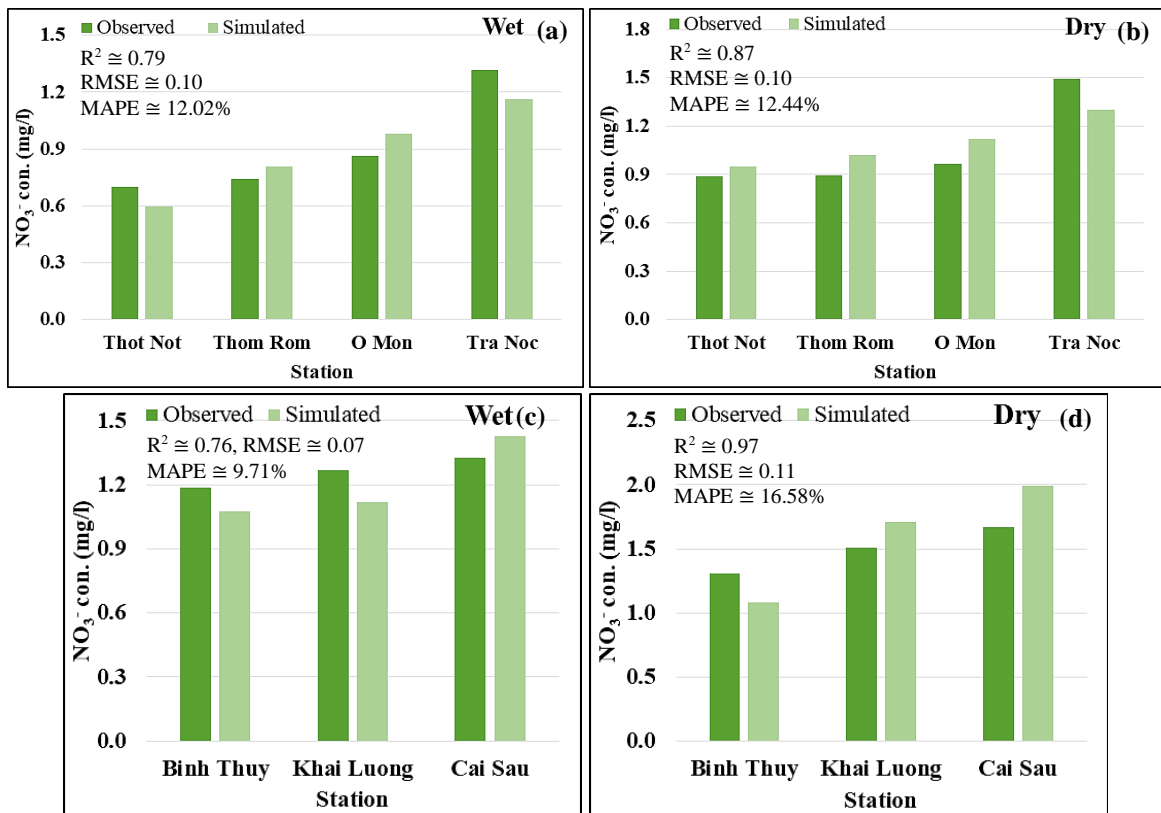 Observed Simulated Wet (a)
R² ≅ 0.79
RMSE ≅ 0.10
MAPE ≅ 12.02%
NO₃⁻ con. (mg/l)
1.5
1.2
0.9
0.6
0.3
0.0
Thot Not Thom Rom O Mon Tra Noc
Station
Observed Simulated Dry (b)
R² ≅ 0.87
RMSE ≅ 0.10
MAPE ≅ 12.44%
NO₃⁻ con. (mg/l)
1.8
1.5
1.2
0.9
0.6
0.3
0.0
Thot Not Thom Rom O Mon Tra Noc
Station
Observed Simulated Wet (c)
R² ≅ 0.76, RMSE ≅ 0.07
MAPE ≅ 9.71%
NO₃⁻ con. (mg/l)
1.5
1.2
0.9
0.6
0.3
0.0
Binh Thuy Khai Luong Cai Sau
Station
Observed Simulated Dry (d)
R² ≅ 0.97
RMSE ≅ 0.11
MAPE ≅ 16.58%
NO₃⁻ con. (mg/l)
2.5
2.0
1.5
1.0
0.5
0.0
Binh Thuy Khai Luong Cai Sau
Station